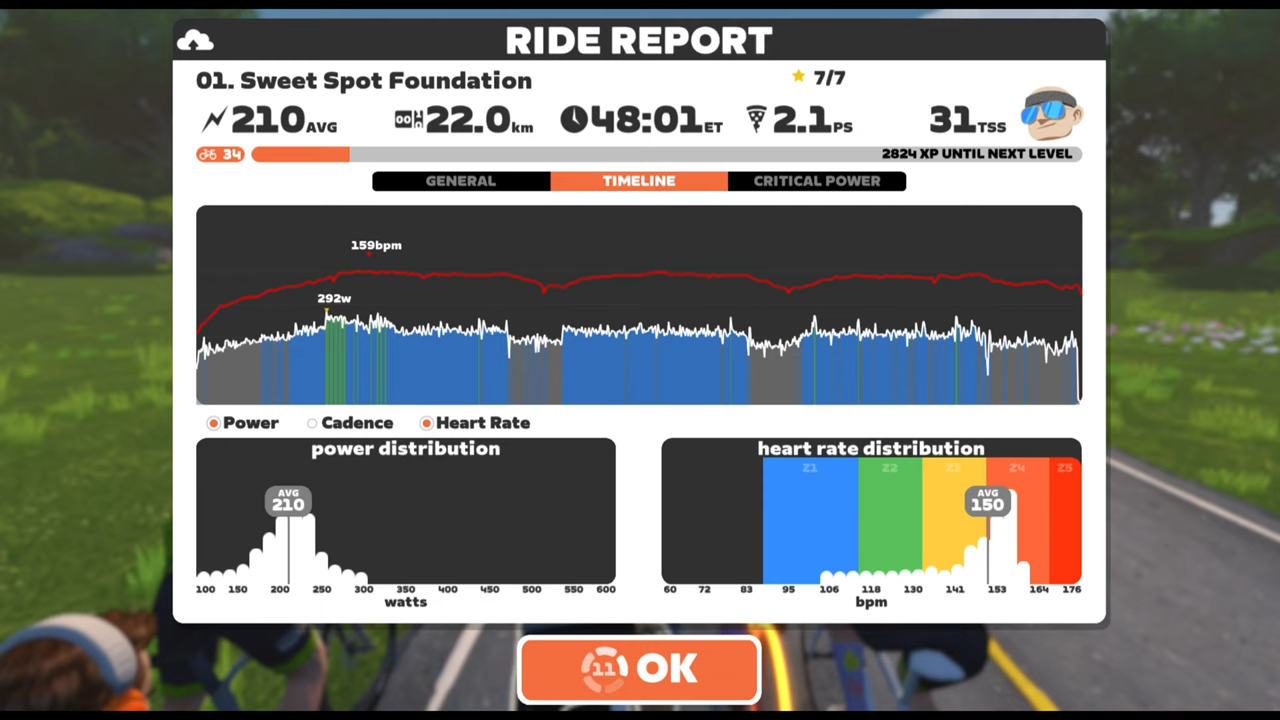 RIDE REPORT
01. Sweet Spot Foundation
7/7
210AVG 00 22.0km 48:01ET 2.1PS 31TSS
34 2824 XP UNTIL NEXT LEVEL
GENERAL TIMELINE CRITICAL POWER
159bpm
292w
Power Cadence Heart Rate
power distribution
AVG
210
100 150 200 250 300 350 400 450 500 550 600
watts
heart rate distribution
Z1 Z2 Z3 Z4 Z5
AVG
150
60 72 83 95 106 118 130 141 153 164 176
bpm
11 OK